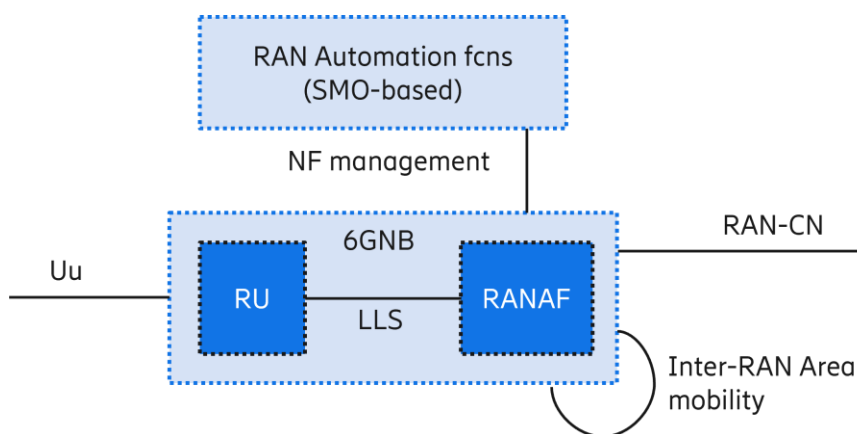 RAN Automation fcns
(SMO-based)
NF management
RAN-CN
6GNB
Uu
RU
RANAF
LLS
Inter-RAN Area
mobility